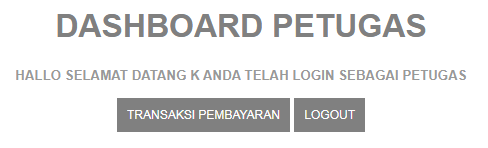 DASHBOARD PETUGAS
HALLO SELAMAT DATANG K ANDA TELAH LOGIN SEBAGAI PETUGAS
TRANSAKSI PEMBAYARAN LOGOUT